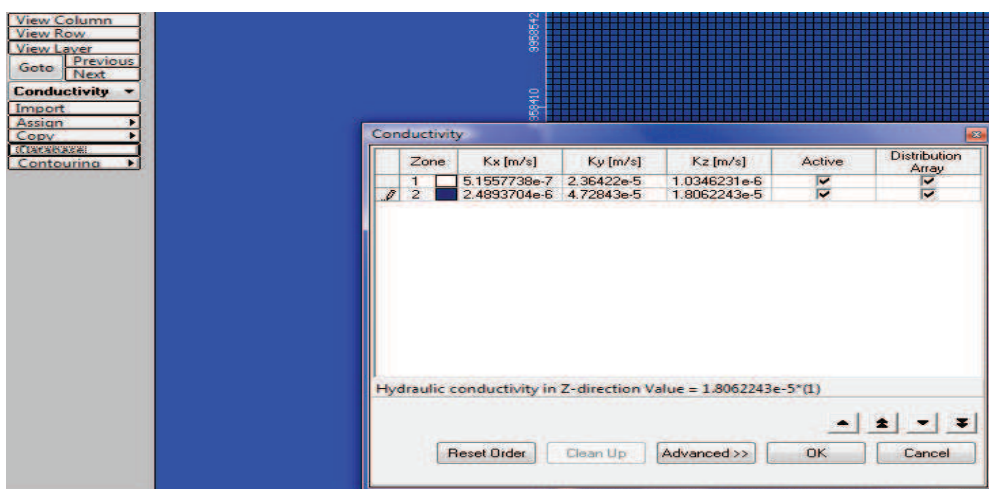 View Column
View Row
View Layer
Goto
Previous
Next
Conductivity
Import
Assign
Copy
Database
Contouring
9958542
958410
Conductivity
Zone Kx [m/s] Ky [m/s] Kz [m/s] Active Distribution Array
1 5.1557738e-7 2.36422e-5 1.0346231e-6
2 2.4893704e-6 4.72843e-5 1.8062243e-5
Hydraulic conductivity in Z-direction Value = 1.8062243e-5*(1)
Reset Order Clean Up Advanced >> OK Cancel